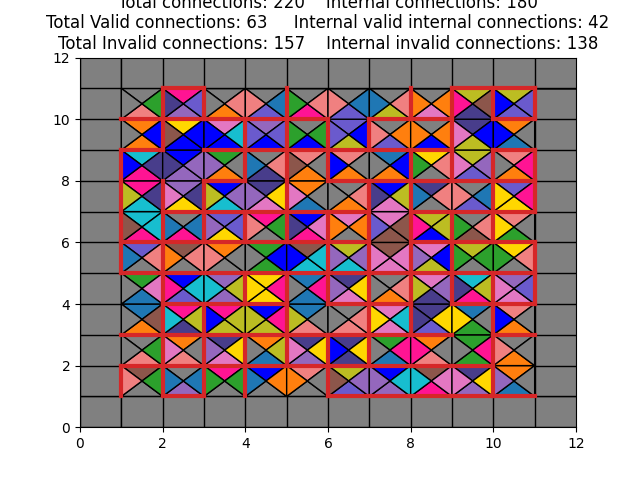 Total connections: 220    Internal connections: 180
Total Valid connections: 63    Internal valid internal connections: 42
Total Invalid connections: 157    Internal invalid connections: 138
12
10
8
6
4
2
0
0 2 4 6 8 10 12